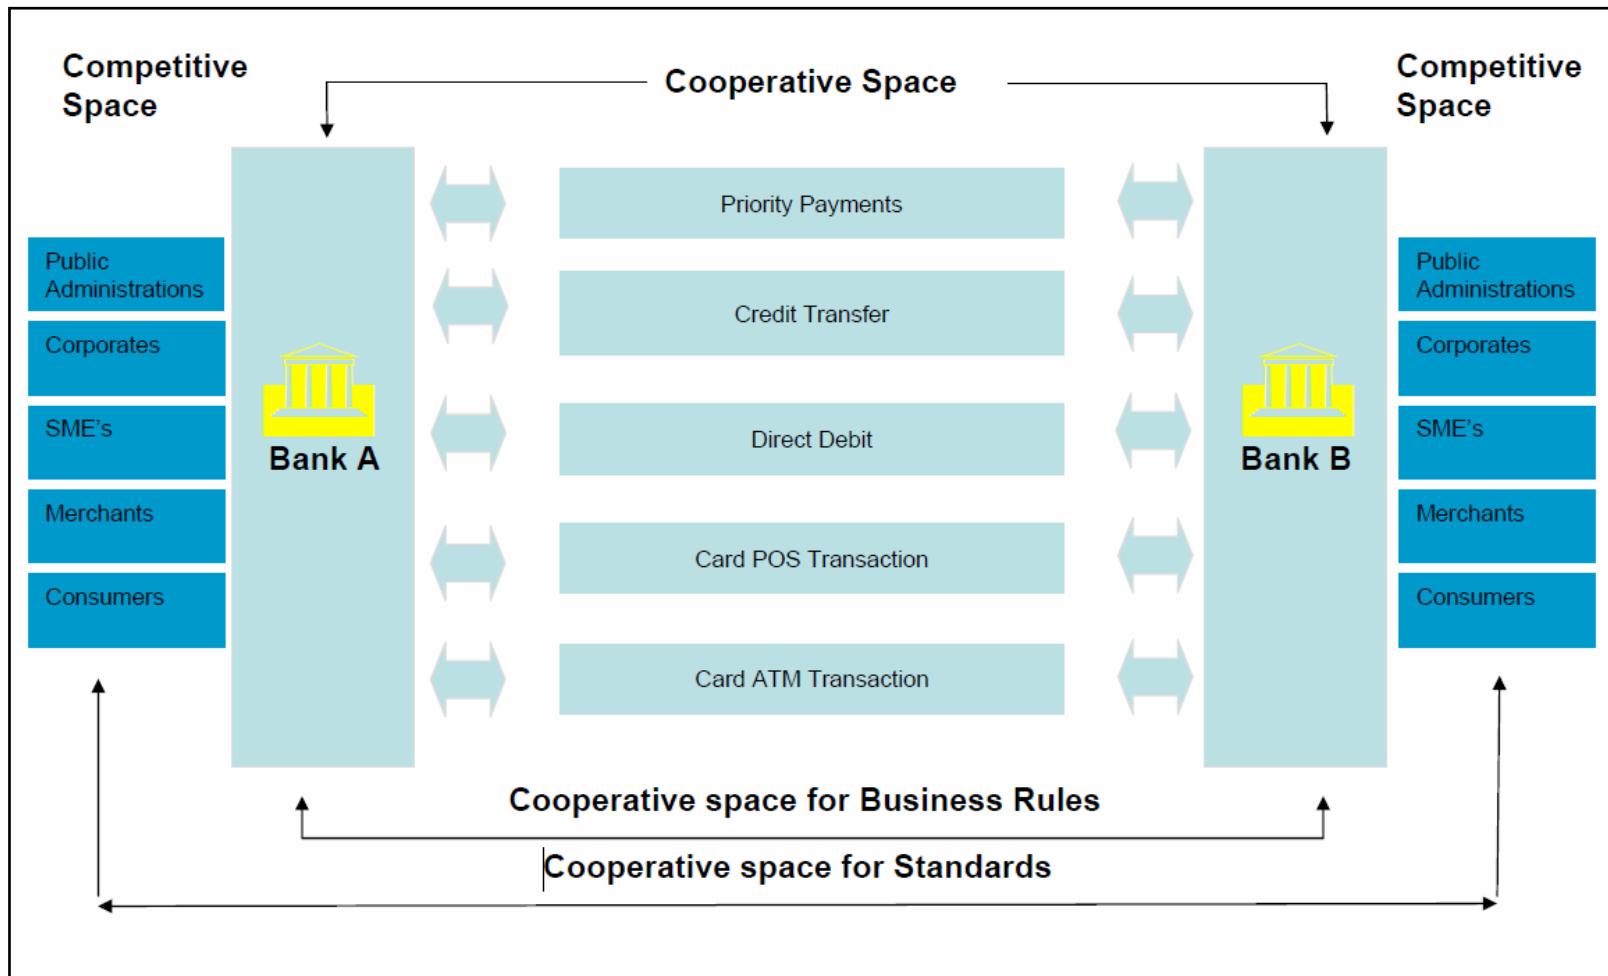 Competitive
Space
Cooperative Space
Competitive
Space
Public
Administrations
Corporates
SME's
Merchants
Consumers
Bank A
Priority Payments
Credit Transfer
Direct Debit
Card POS Transaction
Card ATM Transaction
Bank B
Public
Administrations
Corporates
SME's
Merchants
Consumers
Cooperative space for Business Rules
Cooperative space for Standards